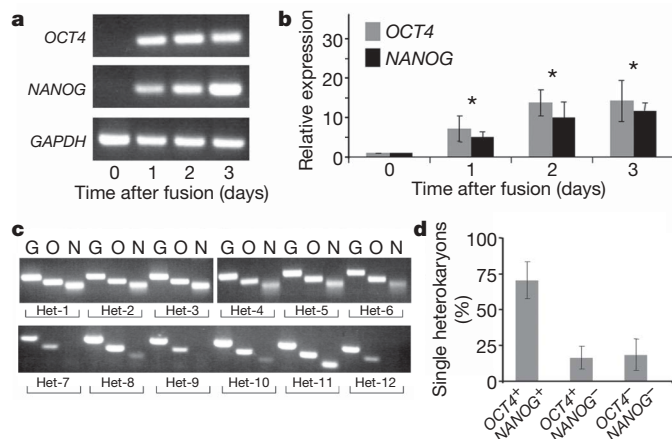 a
OCT4
NANOG
GAPDH
0 1 2 3
Time after fusion (days)
b
OCT4
NANOG
Relative expression
30
20
10
0
* * *
0 1 2 3
Time after fusion (days)
c
G O N G O N G O N G O N G O N G O N
Het-1 Het-2 Het-3 Het-4 Het-5 Het-6
Het-7 Het-8 Het-9 Het-10 Het-11 Het-12
d
Single heterokaryons
(%)
100
75
50
25
0
OCT4⁺
NANOG⁺
OCT4⁺
NANOG⁻
OCT4⁻
NANOG⁻